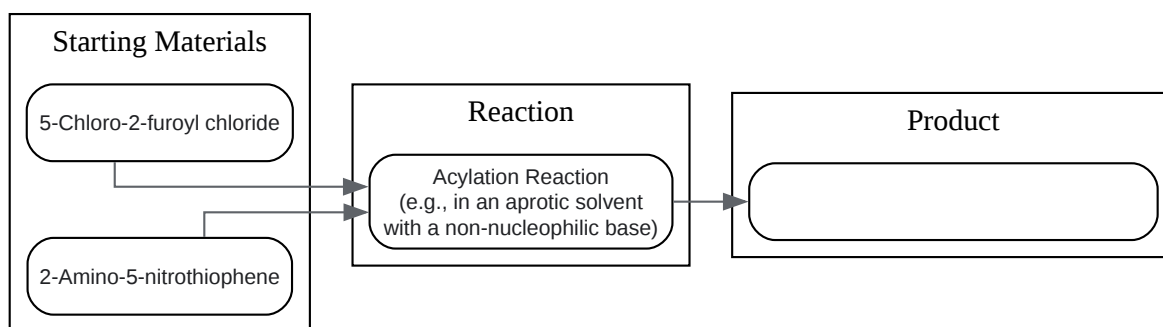 Starting Materials
5-Chloro-2-furoyl chloride
2-Amino-5-nitrothiophene
Reaction
Acylation Reaction
(e.g., in an aprotic solvent
with a non-nucleophilic base)
Product